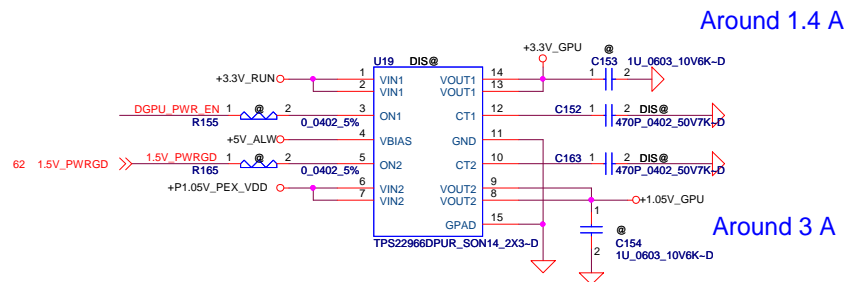 Around 1.4 A
+3.3V_GPU
@
U19 DIS@
C153 1U_0603_10V6K~D
+3.3V_RUN 1 VIN1 VOUT1 14 1 2
2 VIN1 VOUT1 13
DGPU_PWR_EN 1 @ 2 3 ON1 CT1 12 C152 1 2 DIS@
R155 0_0402_5% 470P_0402_50V7K~D
+5V_ALW 4 VBIAS GND 11
62 1.5V_PWRGD 1.5V_PWRGD 1 @ 2 5 ON2 CT2 10 C163 1 2 DIS@
R165 0_0402_5% 470P_0402_50V7K~D
+P1.05V_PEX_VDD 6 VIN2 VOUT2 9
7 VIN2 VOUT2 8 +1.05V_GPU
1
GPAD 15 @ Around 3 A
TPS22966DPUR_SON14_2X3~D 2 C154
1U_0603_10V6K~D